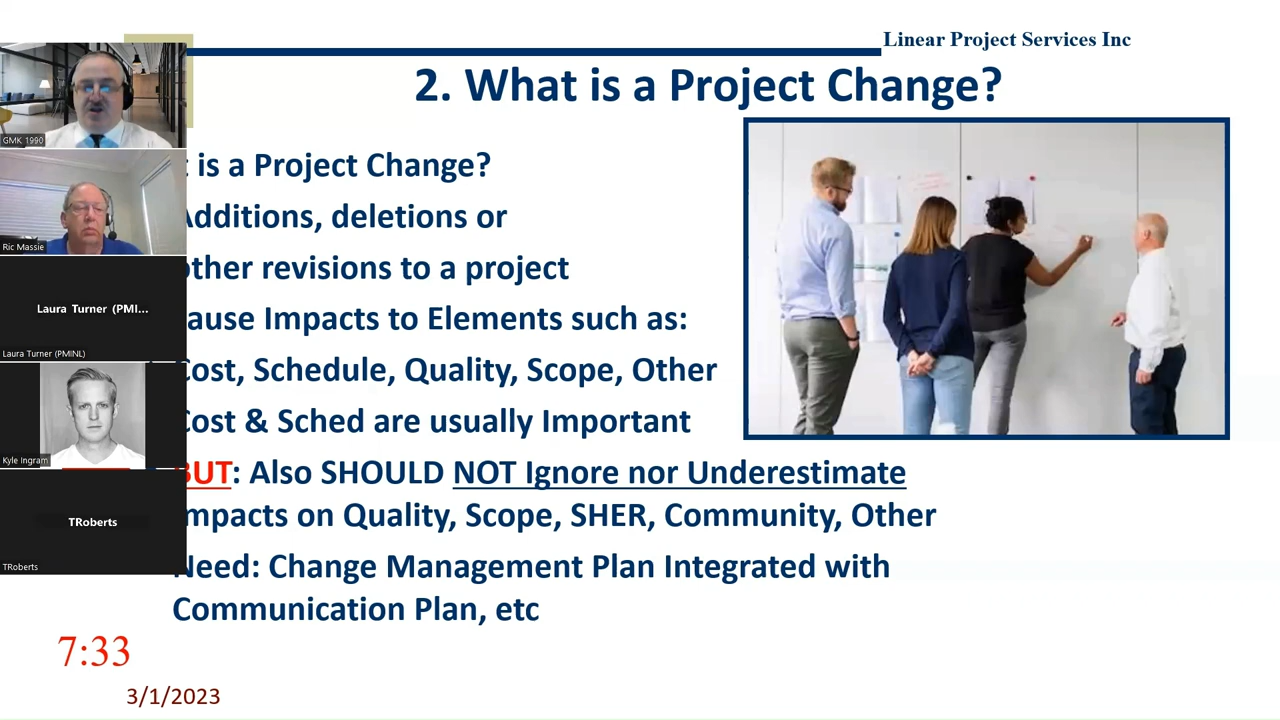 Linear Project Services Inc
2. What is a Project Change?
is a Project Change?
Additions, deletions or
other revisions to a project
ause Impacts to Elements such as:
Cost, Schedule, Quality, Scope, Other
Cost & Sched are usually Important
BUT: Also SHOULD NOT Ignore nor Underestimate
mpacts on Quality, Scope, SHER, Community, Other
Need: Change Management Plan Integrated with
Communication Plan, etc
7:33
3/1/2023
GMK 1990
Ric Massie
Laura Turner (PMI...
Laura Turner (PMINL)
Kyle Ingram
TRoberts
TRoberts